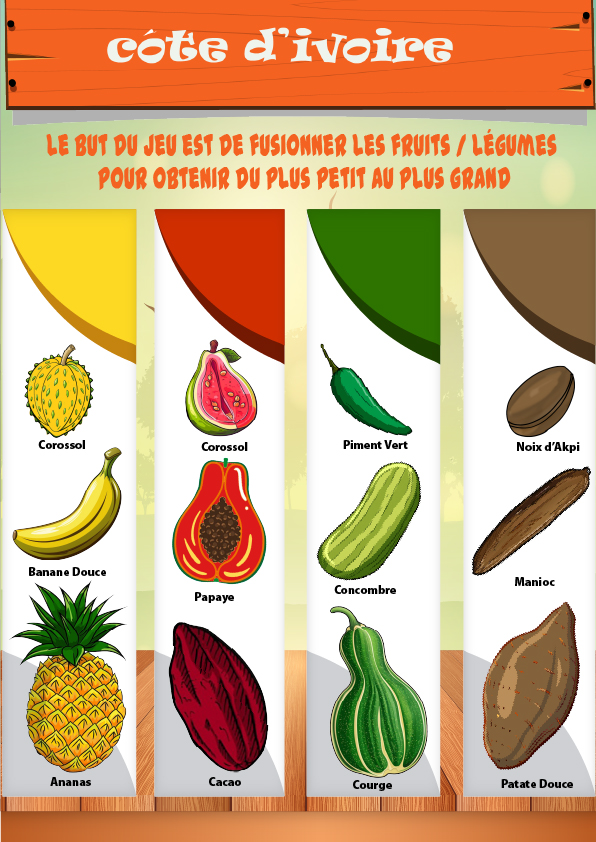 côte d'ivoire
LE BUT DU JEU EST DE FUSIONNER LES FRUITS / LÉGUMES
POUR OBTENIR DU PLUS PETIT AU PLUS GRAND
Corossol
Corossol
Piment Vert
Noix d'Akpi
Banane Douce
Papaye
Concombre
Manioc
Ananas
Cacao
Courge
Patate Douce